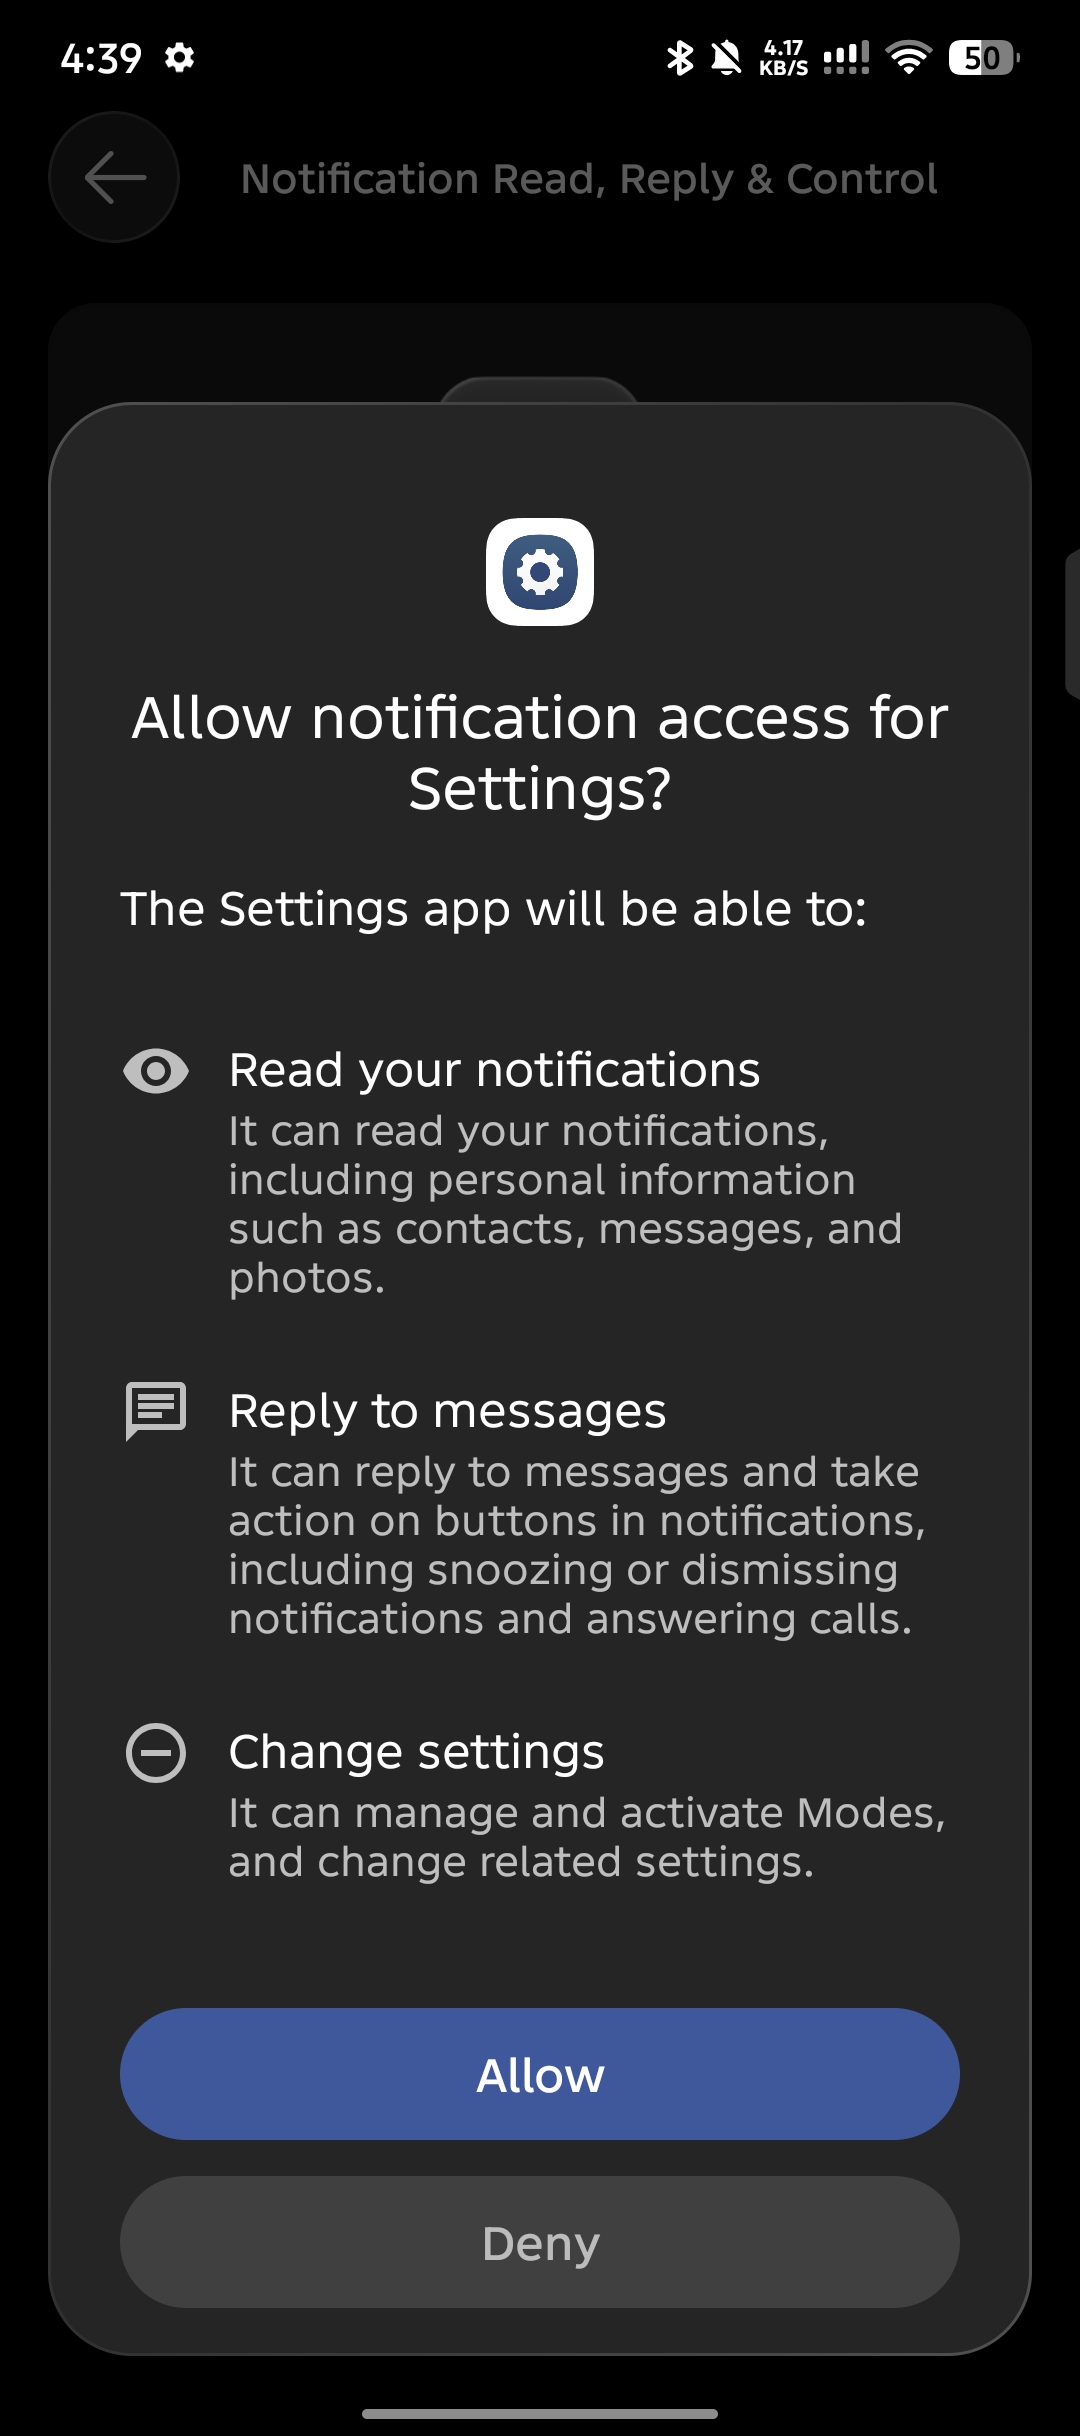 4:39
4.17
KB/S
50
Notification Read, Reply & Control
Allow notification access for
Settings?
The Settings app will be able to:
Read your notifications
It can read your notifications,
including personal information
such as contacts, messages, and
photos.
Reply to messages
It can reply to messages and take
action on buttons in notifications,
including snoozing or dismissing
notifications and answering calls.
Change settings
It can manage and activate Modes,
and change related settings.
Allow
Deny